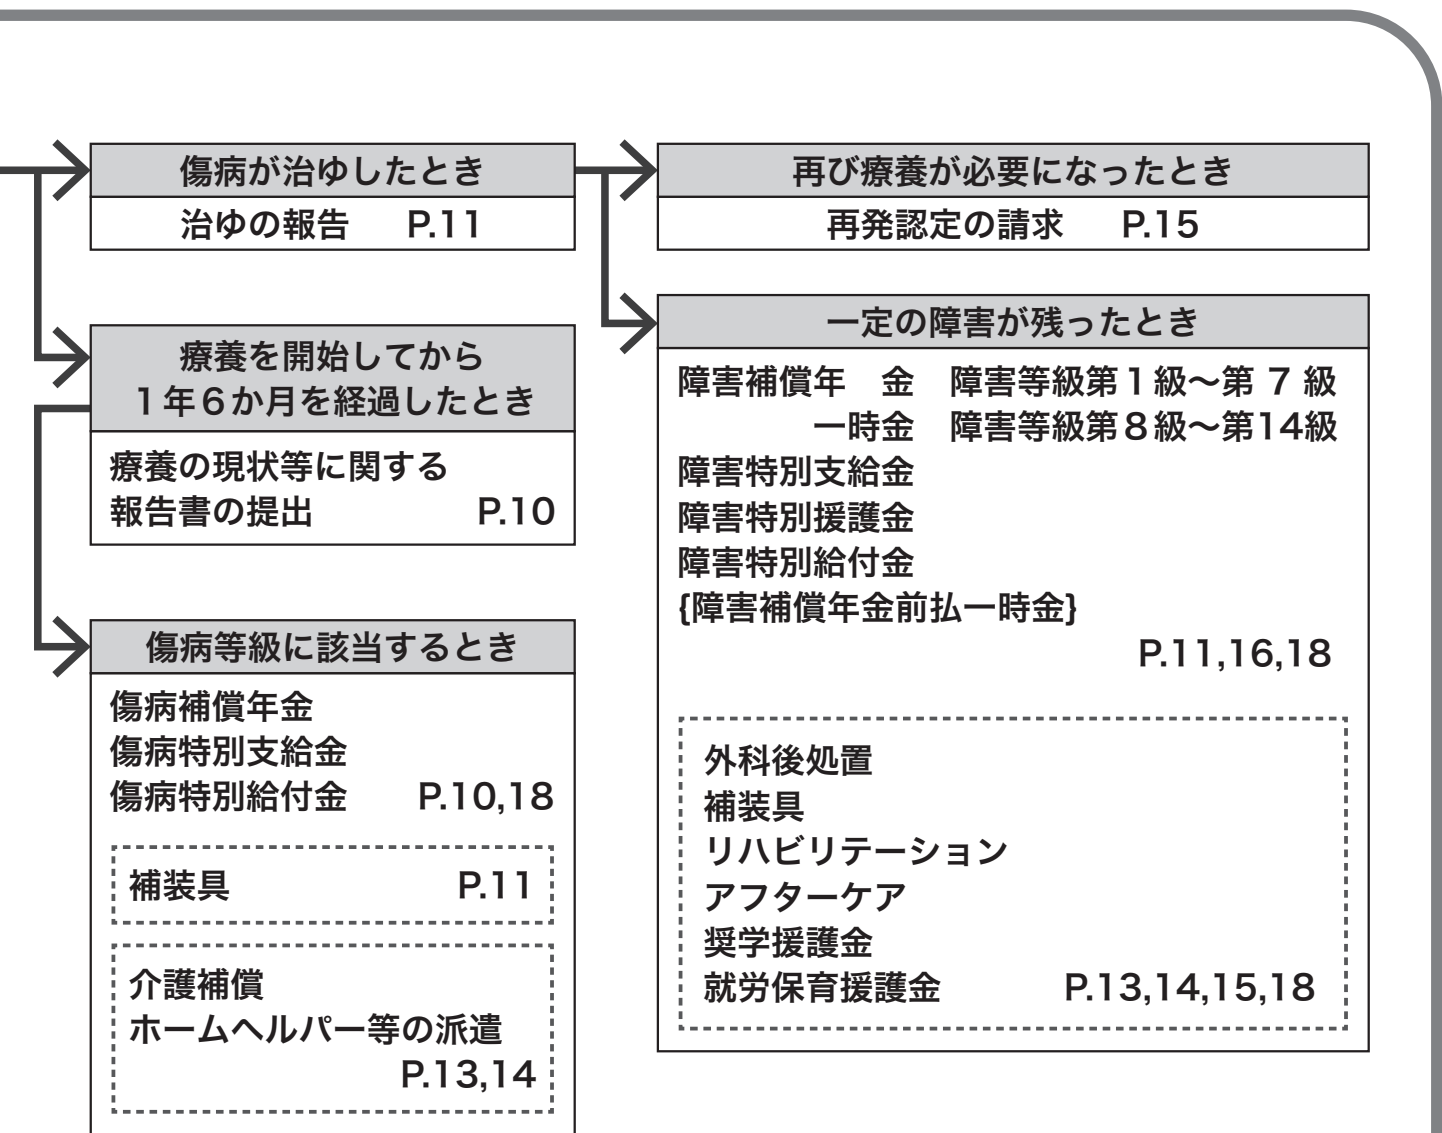 傷病が治ゆしたとき
治ゆの報告 P.11
療養を開始してから
1年6か月を経過したとき
療養の現状等に関する
報告書の提出 P.10
傷病等級に該当するとき
傷病補償年金
傷病特別支給金
傷病特別給付金 P.10,18
補装具 P.11
介護補償
ホームヘルパー等の派遣
P.13,14
再び療養が必要になったとき
再発認定の請求 P.15
一定の障害が残ったとき
障害補償年 金 障害等級第1級〜第7級
一時金 障害等級第8級〜第14級
障害特別支給金
障害特別援護金
障害特別給付金
{障害補償年金前払一時金}
P.11,16,18
外科後処置
補装具
リハビリテーション
アフターケア
奨学援護金
就労保育援護金 P.13,14,15,18